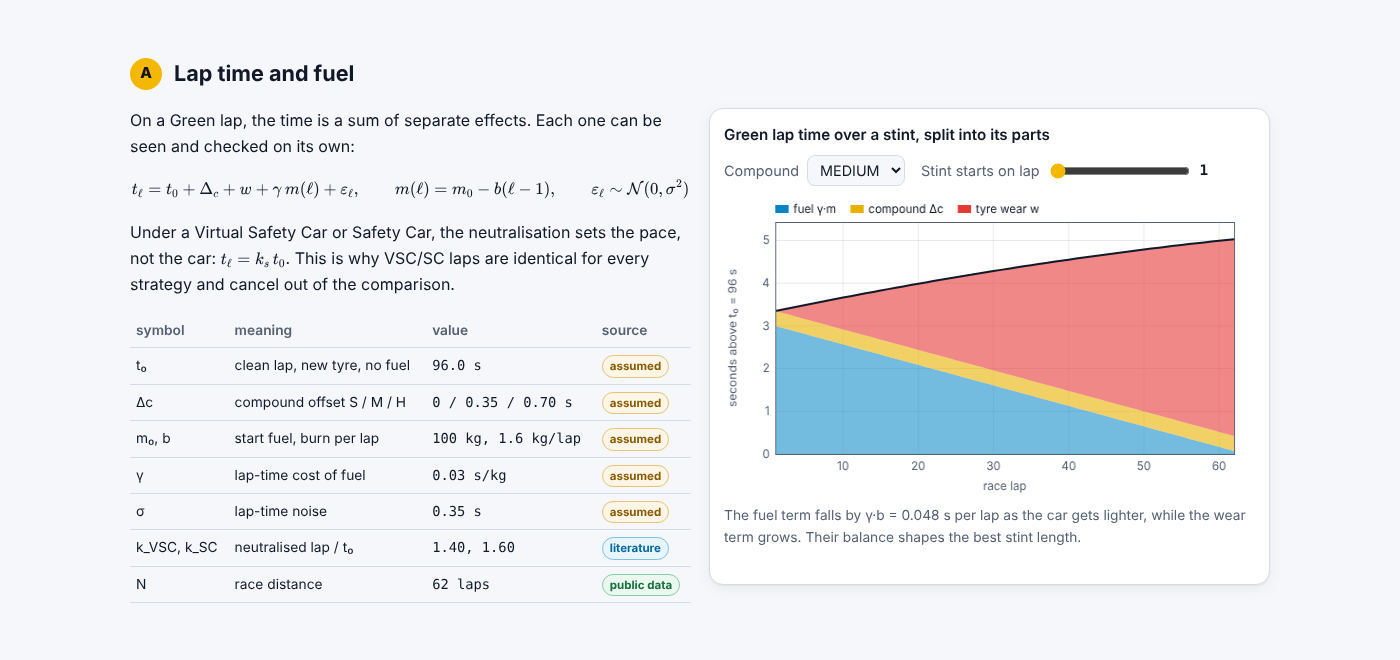 A Lap time and fuel
On a Green lap, the time is a sum of separate effects. Each one can be
seen and checked on its own:
tℓ = t₀ + Δc + w + γ m(ℓ) + εℓ, m(ℓ) = m₀ − b(ℓ − 1), εℓ ∼ 𝒩(0, σ²)
Under a Virtual Safety Car or Safety Car, the neutralisation sets the pace,
not the car: tℓ = kₛ t₀. This is why VSC/SC laps are identical for every
strategy and cancel out of the comparison.
symbol meaning value source
t₀ clean lap, new tyre, no fuel 96.0 s assumed
Δc compound offset S / M / H 0 / 0.35 / 0.70 s assumed
m₀, b start fuel, burn per lap 100 kg, 1.6 kg/lap assumed
γ lap-time cost of fuel 0.03 s/kg assumed
σ lap-time noise 0.35 s assumed
k_VSC, k_SC neutralised lap / t₀ 1.40, 1.60 literature
N race distance 62 laps public data
Green lap time over a stint, split into its parts
Compound MEDIUM Stint starts on lap 1
fuel γ·m compound Δc tyre wear w
seconds above t₀ = 96 s
5
4
3
2
1
0
10 20 30 40 50 60
race lap
The fuel term falls by γ·b = 0.048 s per lap as the car gets lighter, while the wear
term grows. Their balance shapes the best stint length.